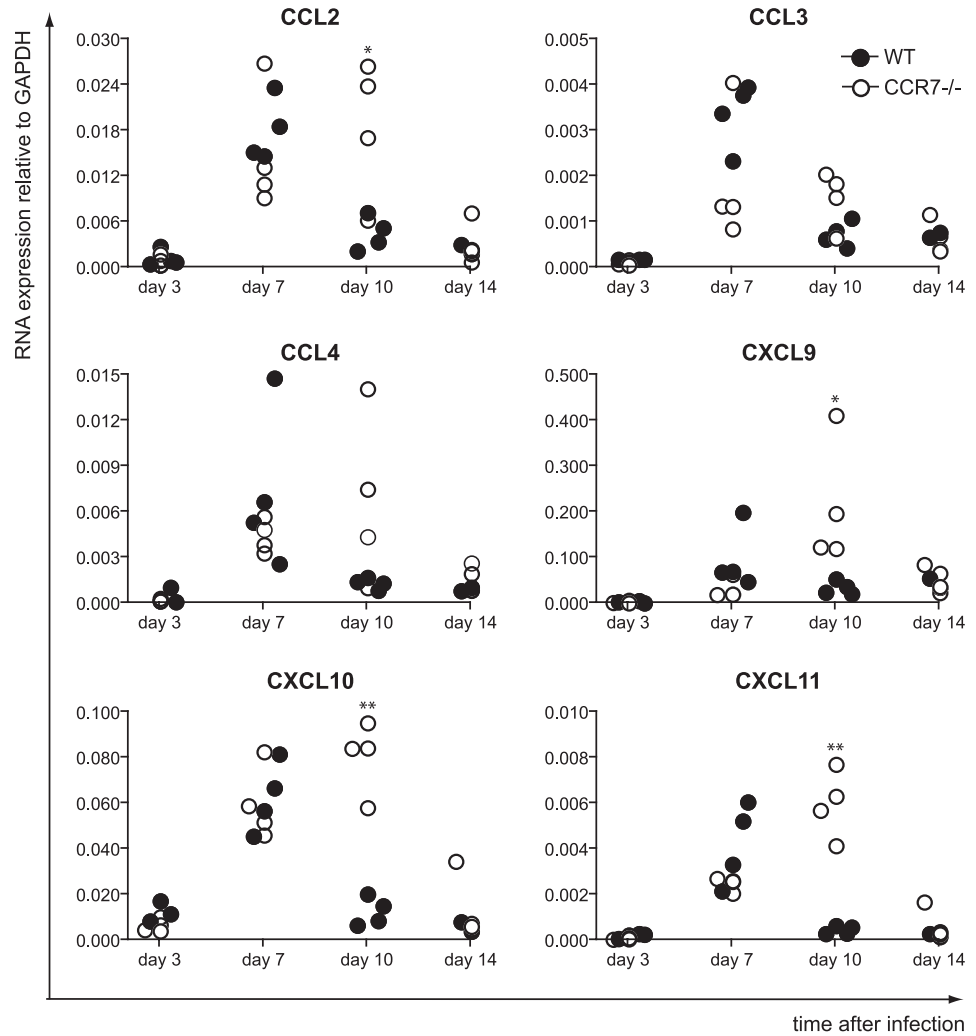 RNA expression relative to GAPDH
CCL2
0.030
0.024
0.018
0.012
0.006
0.000
*
day 3 day 7 day 10 day 14
CCL3
0.005
0.004
0.003
0.002
0.001
0.000
WT
CCR7-/-
day 3 day 7 day 10 day 14
CCL4
0.015
0.012
0.009
0.006
0.003
0.000
day 3 day 7 day 10 day 14
CXCL9
0.500
0.400
0.300
0.200
0.100
0.000
*
day 3 day 7 day 10 day 14
CXCL10
0.100
0.080
0.060
0.040
0.020
0.000
**
day 3 day 7 day 10 day 14
CXCL11
0.010
0.008
0.006
0.004
0.002
0.000
**
day 3 day 7 day 10 day 14
time after infection